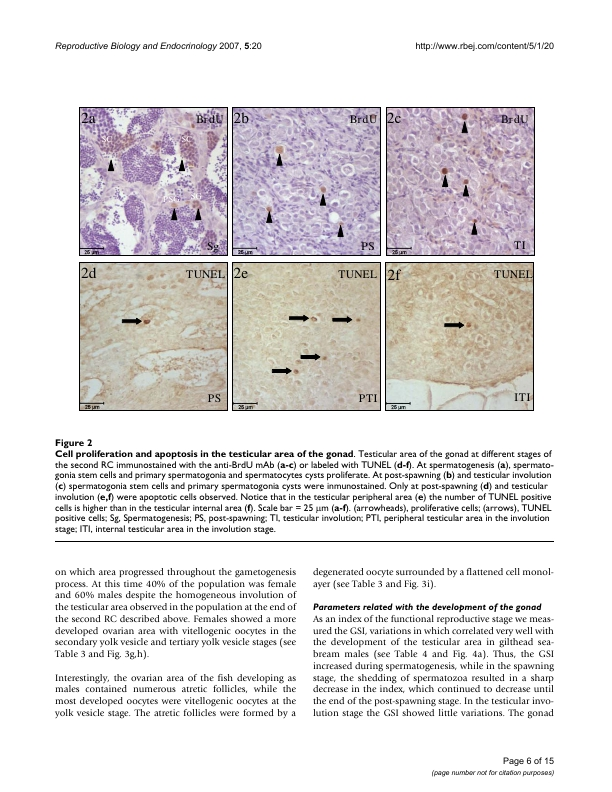 Reproductive Biology and Endocrinology 2007, 5:20
http://www.rbej.com/content/5/1/20
2a
BrdU
Sg
25 µm
2b
BrdU
PS
25 µm
2c
BrdU
TI
25 µm
2d
TUNEL
PS
25 µm
2e
TUNEL
PTI
25 µm
2f
TUNEL
ITI
25 µm
Figure 2
Cell proliferation and apoptosis in the testicular area of the gonad. Testicular area of the gonad at different stages of
the second RC immunostained with the anti-BrdU mAb (a-c) or labeled with TUNEL (d-f). At spermatogenesis (a), spermato-
gonia stem cells and primary spermatogonia and spermatocytes cysts proliferate. At post-spawning (b) and testicular involution
(c) spermatogonia stem cells and primary spermatogonia cysts were inmunostained. Only at post-spawning (d) and testicular
involution (e,f) were apoptotic cells observed. Notice that in the testicular peripheral area (e) the number of TUNEL positive
cells is higher than in the testicular internal area (f). Scale bar = 25 µm (a-f). (arrowheads), proliferative cells; (arrows), TUNEL
positive cells; Sg, Spermatogenesis; PS, post-spawning; TI, testicular involution; PTI, peripheral testicular area in the involution
stage; ITI, internal testicular area in the involution stage.
on which area progressed throughout the gametogenesis
process. At this time 40% of the population was female
and 60% males despite the homogeneous involution of
the testicular area observed in the population at the end of
the second RC described above. Females showed a more
developed ovarian area with vitellogenic oocytes in the
secondary yolk vesicle and tertiary yolk vesicle stages (see
Table 3 and Fig. 3g,h).
Interestingly, the ovarian area of the fish developing as
males contained numerous atretic follicles, while the
most developed oocytes were vitellogenic oocytes at the
yolk vesicle stage. The atretic follicles were formed by a
degenerated oocyte surrounded by a flattened cell monol-
ayer (see Table 3 and Fig. 3i).
Parameters related with the development of the gonad
As an index of the functional reproductive stage we meas-
ured the GSI, variations in which correlated very well with
the development of the testicular area in gilthead sea-
bream males (see Table 4 and Fig. 4a). Thus, the GSI
increased during spermatogenesis, while in the spawning
stage, the shedding of spermatozoa resulted in a sharp
decrease in the index, which continued to decrease until
the end of the post-spawning stage. In the testicular invo-
lution stage the GSI showed little variations. The gonad
Page 6 of 15
(page number not for citation purposes)